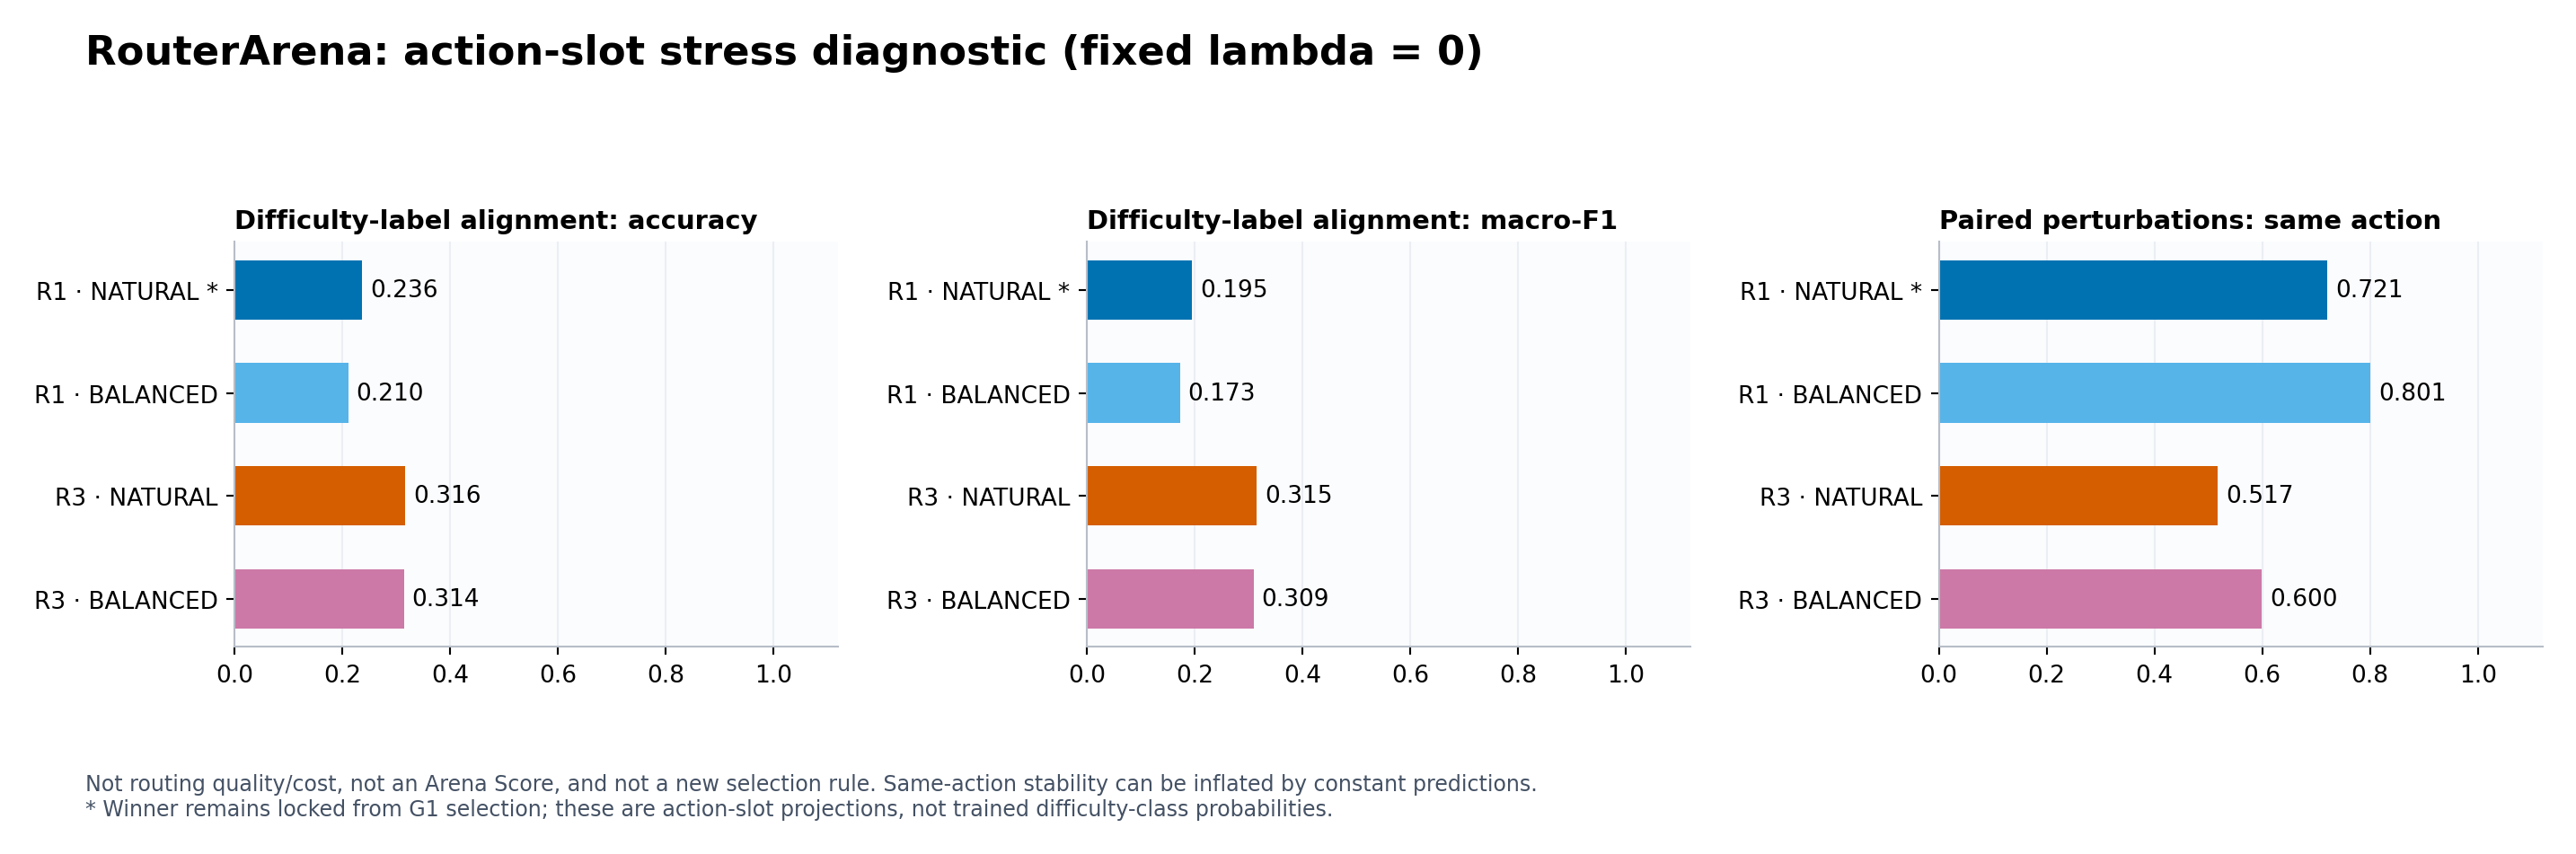 RouterArena: action-slot stress diagnostic (fixed lambda = 0)
Difficulty-label alignment: accuracy
R1 · NATURAL *
0.236
R1 · BALANCED
0.210
R3 · NATURAL
0.316
R3 · BALANCED
0.314
0.0 0.2 0.4 0.6 0.8 1.0
Difficulty-label alignment: macro-F1
R1 · NATURAL *
0.195
R1 · BALANCED
0.173
R3 · NATURAL
0.315
R3 · BALANCED
0.309
0.0 0.2 0.4 0.6 0.8 1.0
Paired perturbations: same action
R1 · NATURAL *
0.721
R1 · BALANCED
0.801
R3 · NATURAL
0.517
R3 · BALANCED
0.600
0.0 0.2 0.4 0.6 0.8 1.0
Not routing quality/cost, not an Arena Score, and not a new selection rule. Same-action stability can be inflated by constant predictions.
* Winner remains locked from G1 selection; these are action-slot projections, not trained difficulty-class probabilities.